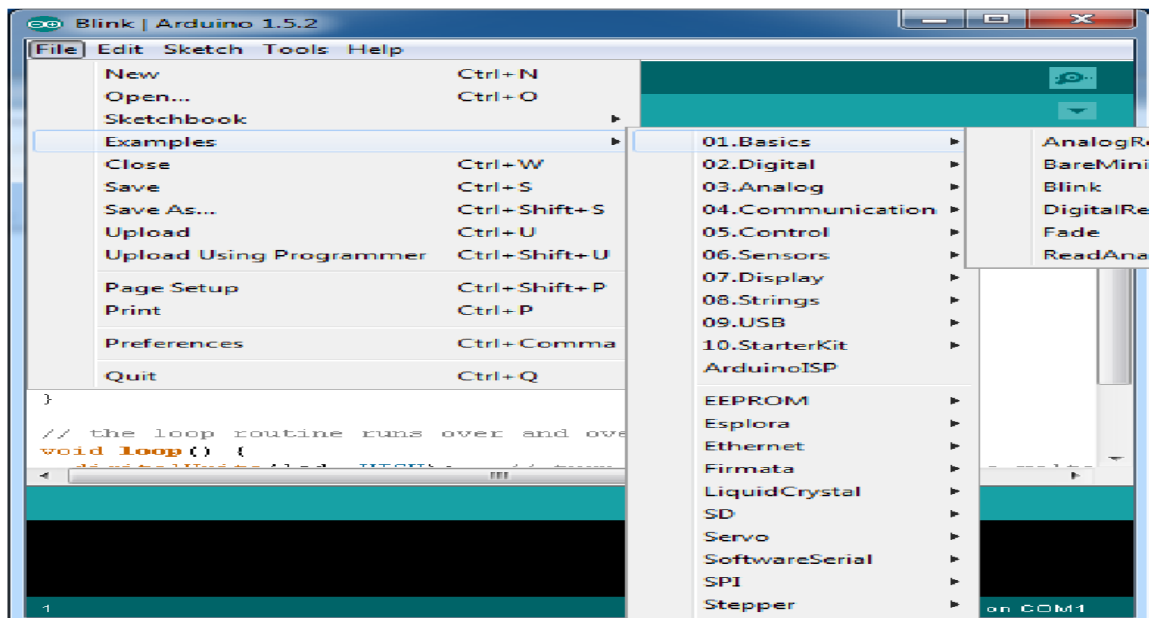 Blink | Arduino 1.5.2
File Edit Sketch Tools Help
New Ctrl+N
Open... Ctrl+O
Sketchbook
Examples
Close Ctrl+W
Save Ctrl+S
Save As... Ctrl+Shift+S
Upload Ctrl+U
Upload Using Programmer Ctrl+Shift+U
Page Setup Ctrl+Shift+P
Print Ctrl+P
Preferences Ctrl+Comma
Quit Ctrl+Q
01.Basics
02.Digital
03.Analog
04.Communication
05.Control
06.Sensors
07.Display
08.Strings
09.USB
10.StarterKit
ArduinoISP
EEPROM
Esplora
Ethernet
Firmata
LiquidCrystal
SD
Servo
SoftwareSerial
SPI
Stepper
AnalogRe
BareMini
Blink
DigitalRe
Fade
ReadAna
}
// the loop routine runs over and ove
void loop() {
1
on COM1